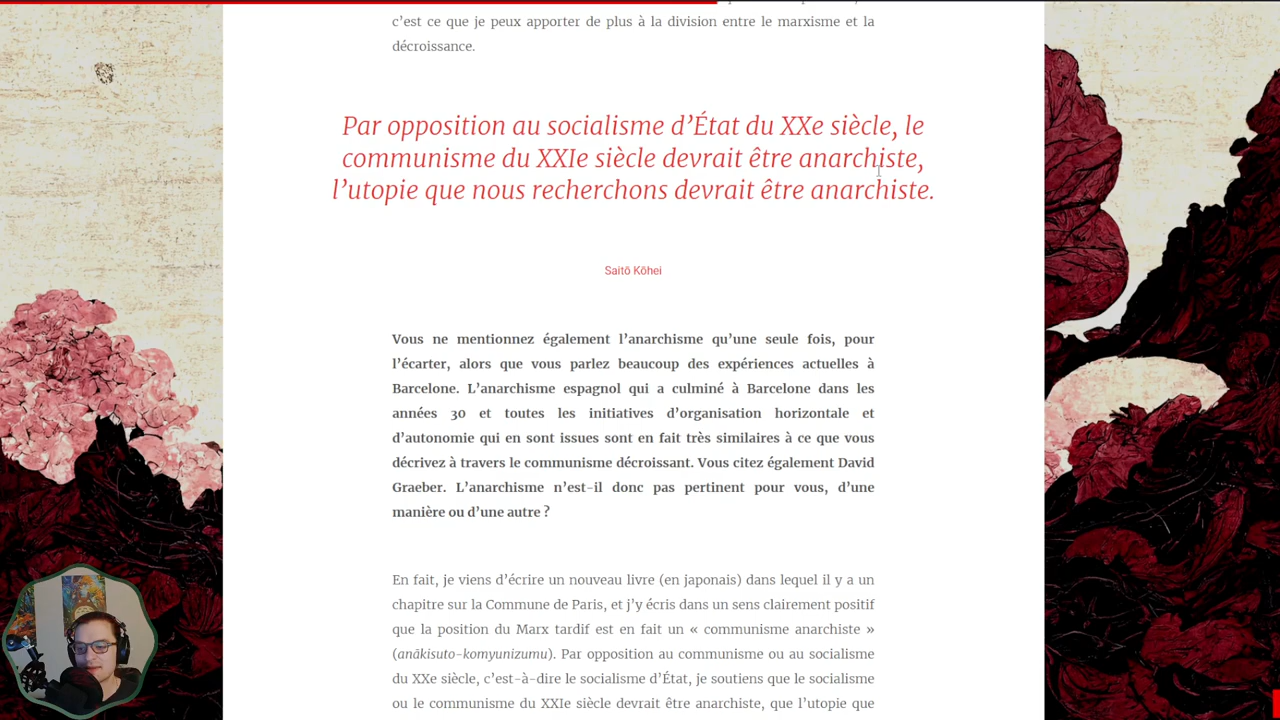 c’est ce que je peux apporter de plus à la division entre le marxisme et la
décroissance.
Par opposition au socialisme d’État du XXe siècle, le
communisme du XXIe siècle devrait être anarchiste,
l’utopie que nous recherchons devrait être anarchiste.
Saitō Kōhei
Vous ne mentionnez également l’anarchisme qu’une seule fois, pour
l’écarter, alors que vous parlez beaucoup des expériences actuelles à
Barcelone. L’anarchisme espagnol qui a culminé à Barcelone dans les
années 30 et toutes les initiatives d’organisation horizontale et
d’autonomie qui en sont issues sont en fait très similaires à ce que vous
décrivez à travers le communisme décroissant. Vous citez également David
Graeber. L’anarchisme n’est-il donc pas pertinent pour vous, d’une
manière ou d’une autre ?
En fait, je viens d’écrire un nouveau livre (en japonais) dans lequel il y a un
chapitre sur la Commune de Paris, et j’y écris dans un sens clairement positif
que la position du Marx tardif est en fait un « communisme anarchiste »
(anākisuto-komyunizumu). Par opposition au communisme ou au socialisme
du XXe siècle, c’est-à-dire le socialisme d’État, je soutiens que le socialisme
ou le communisme du XXIe siècle devrait être anarchiste, que l’utopie que